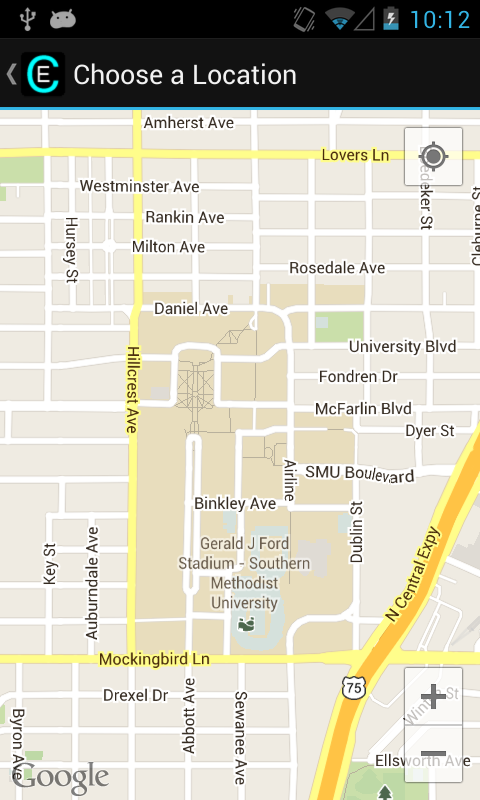 10:12
CE
Choose a Location
Amherst Ave
Lovers Ln
Westminster Ave
Rankin Ave
Hursey St
Milton Ave
Rosedale Ave
Daniel Ave
University Blvd
Hillcrest Ave
Fondren Dr
McFarlin Blvd
Dyer St
Airline
SMU Boulevard
Binkley Ave
Dublin St
Gerald J Ford
Stadium - Southern
Methodist
University
Key St
Auburndale Ave
N Central Expy
Mockingbird Ln
75
Drexel Dr
Abbott Ave
Sewanee Ave
Byron Ave
Ellsworth Ave
Google